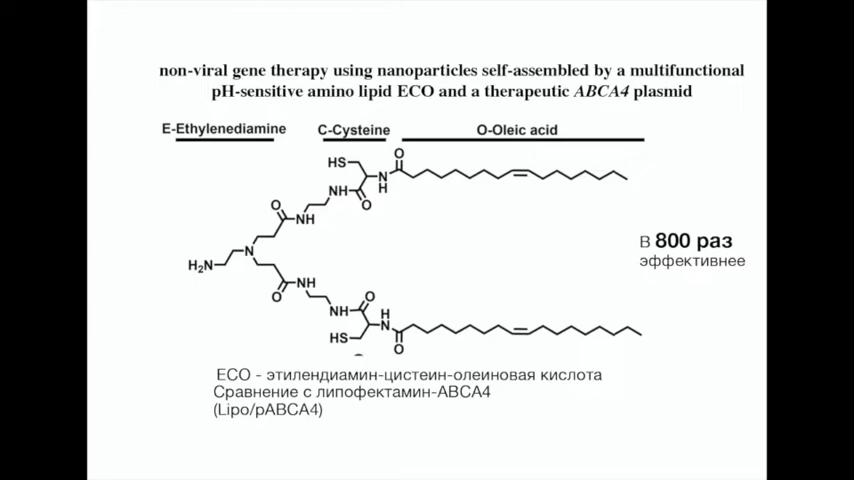 non-viral gene therapy using nanoparticles self-assembled by a multifunctional
pH-sensitive amino lipid ECO and a therapeutic ABCA4 plasmid
E-Ethylenediamine
C-Cysteine
O-Oleic acid
HS
O
N
H
NH
O
O
NH
H₂N
N
O
NH
NH
O
H
N
HS
O
В 800 раз
эффективнее
ECO - этилендиамин-цистеин-олеиновая кислота
Сравнение с липофектамин-ABCA4
(Lipo/pABCA4)